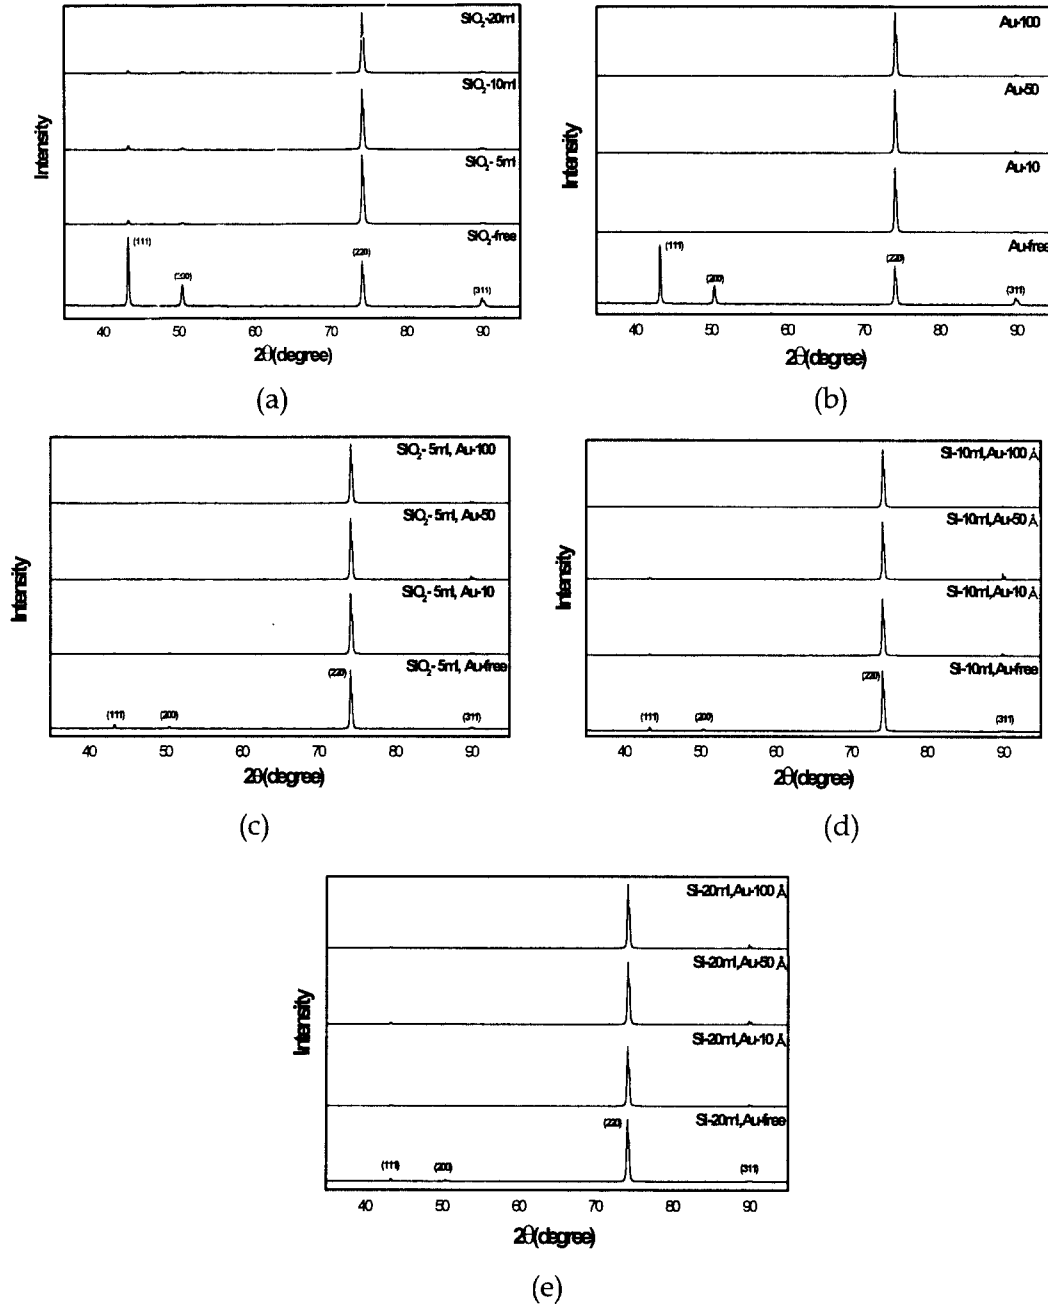 SiO2-20ml
SiO2-10ml
SiO2-5ml
SiO2-free
(111)
(200)
(220)
(311)
Intensity
40 50 60 70 80 90
2θ(degree)
(a)
Au-100
Au-50
Au-10
Au-free
(111)
(200)
(220)
(311)
Intensity
40 50 60 70 80 90
2θ(degree)
(b)
SiO2-5ml, Au-100
SiO2-5ml, Au-50
SiO2-5ml, Au-10
SiO2-5ml, Au-free
(111)
(200)
(220)
(311)
Intensity
40 50 60 70 80 90
2θ(degree)
(c)
Si-10ml,Au-100 Å
Si-10ml,Au-50 Å
Si-10ml,Au-10 Å
Si-10ml,Au-free
(111)
(200)
(220)
(311)
Intensity
40 50 60 70 80 90
2θ(degree)
(d)
Si-20ml,Au-100 Å
Si-20ml,Au-50 Å
Si-20ml,Au-10 Å
Si-20ml,Au-free
(111)
(200)
(220)
(311)
Intensity
40 50 60 70 80 90
2θ(degree)
(e)